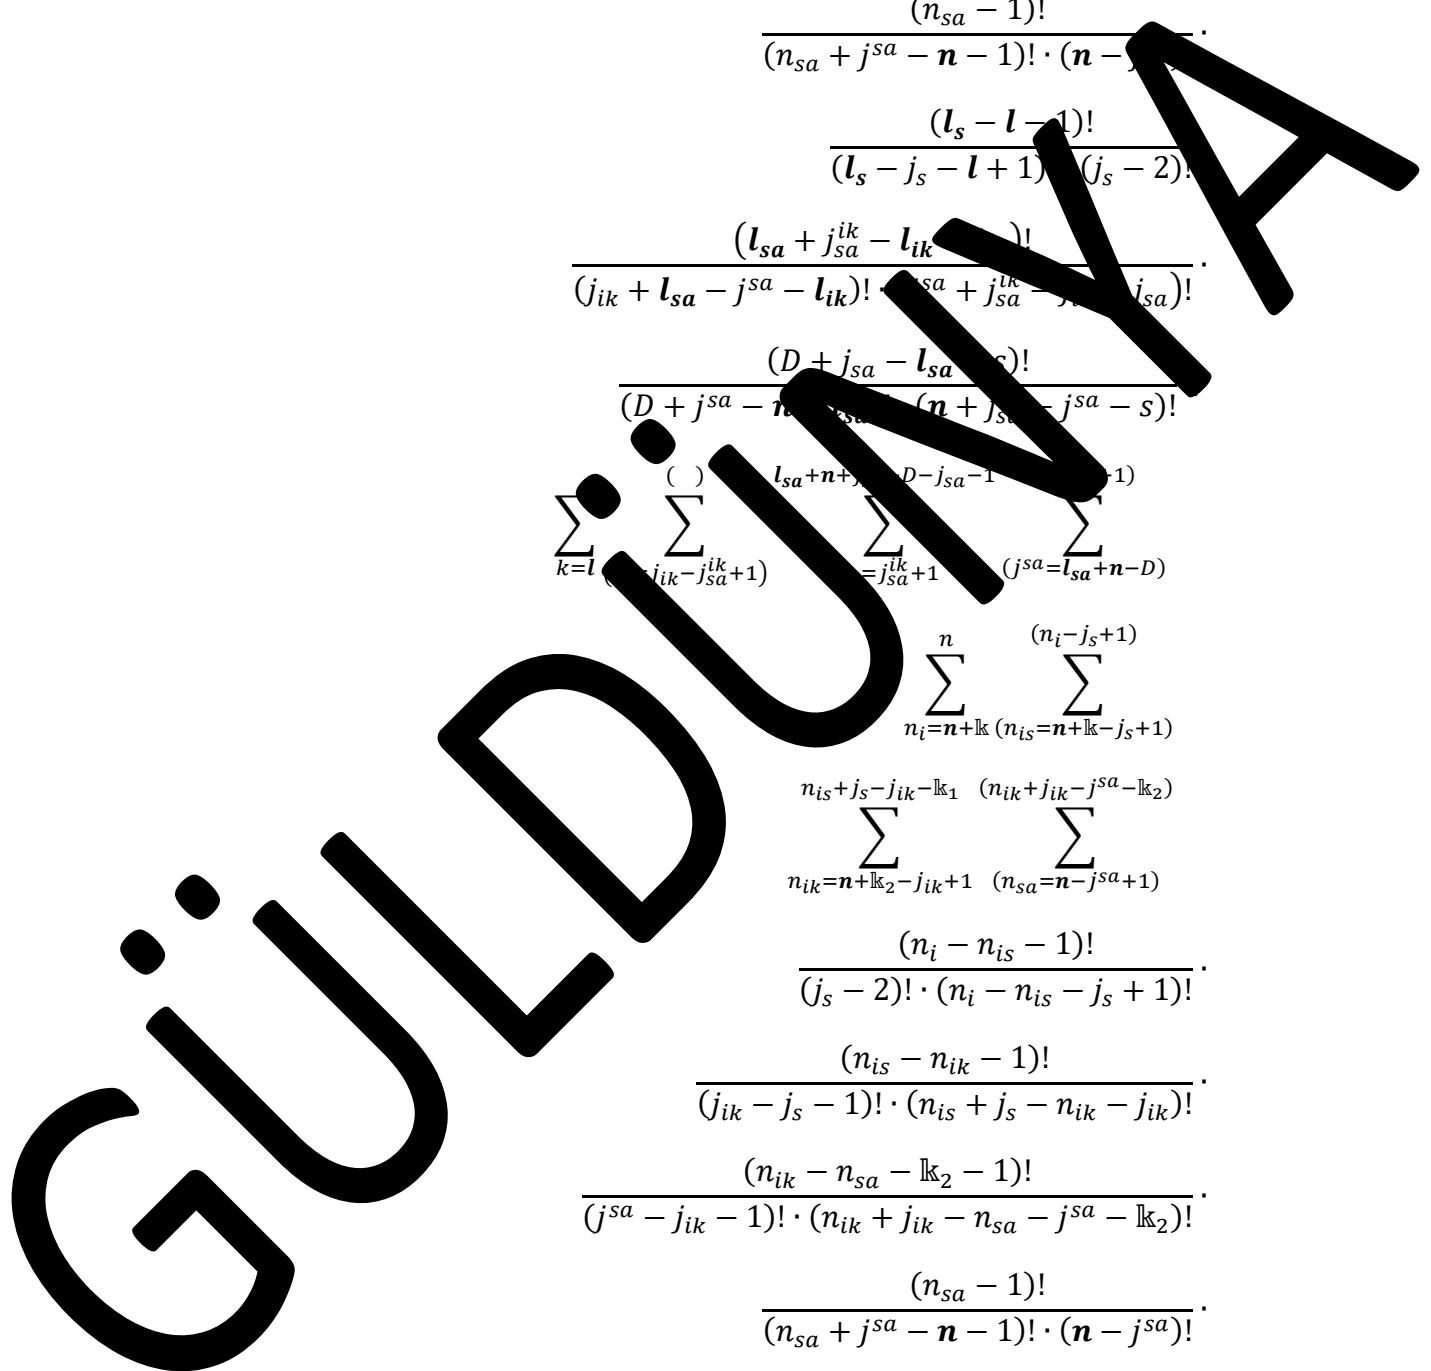 (n_{sa} − 1)!
(n_{sa} + j^{sa} − n − 1)! · (n − j
·
(l_s − l − 1)!
(l_s − j_s − l + 1) (j_s − 2)!
(l_{sa} + j_{sa}^{ik} − l_{ik} )!
(j_{ik} + l_{sa} − j^{sa} − l_{ik})! · ^{sa} + j_{sa}^{ik} − j_{sa})!
·
(D + j_{sa} − l_{sa} s)!
(D + j^{sa} − n (n + j_{sa} − j^{sa} − s)!
( ) l_{sa}+n+ D−j_{sa}−1 +1)
∑ ∑ ∑ ∑
k=l j_{ik}−j_{sa}^{ik}+1) =j_{sa}^{ik}+1 (j^{sa}=l_{sa}+n−D)
n (n_i−j_s+1)
∑ ∑
n_i=n+𝕜 (n_{is}=n+𝕜−j_s+1)
n_{is}+j_s−j_{ik}−𝕜_1 (n_{ik}+j_{ik}−j^{sa}−𝕜_2)
∑ ∑
n_{ik}=n+𝕜_2−j_{ik}+1 (n_{sa}=n−j^{sa}+1)
(n_i − n_{is} − 1)!
(j_s − 2)! · (n_i − n_{is} − j_s + 1)!
·
(n_{is} − n_{ik} − 1)!
(j_{ik} − j_s − 1)! · (n_{is} + j_s − n_{ik} − j_{ik})!
·
(n_{ik} − n_{sa} − 𝕜_2 − 1)!
(j^{sa} − j_{ik} − 1)! · (n_{ik} + j_{ik} − n_{sa} − j^{sa} − 𝕜_2)!
·
(n_{sa} − 1)!
(n_{sa} + j^{sa} − n − 1)! · (n − j^{sa})!
·
GÜLDÜNYA